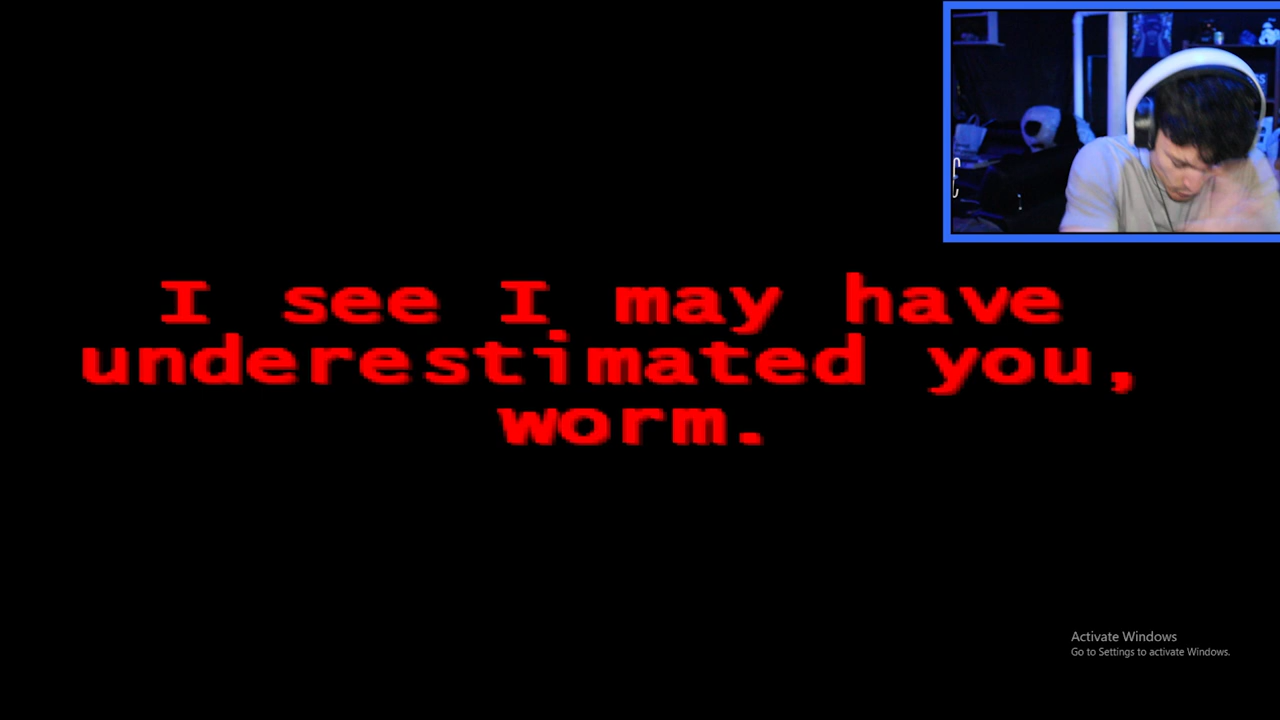 I see I may have
underestimated you,
worm.
Activate Windows
Go to Settings to activate Windows.